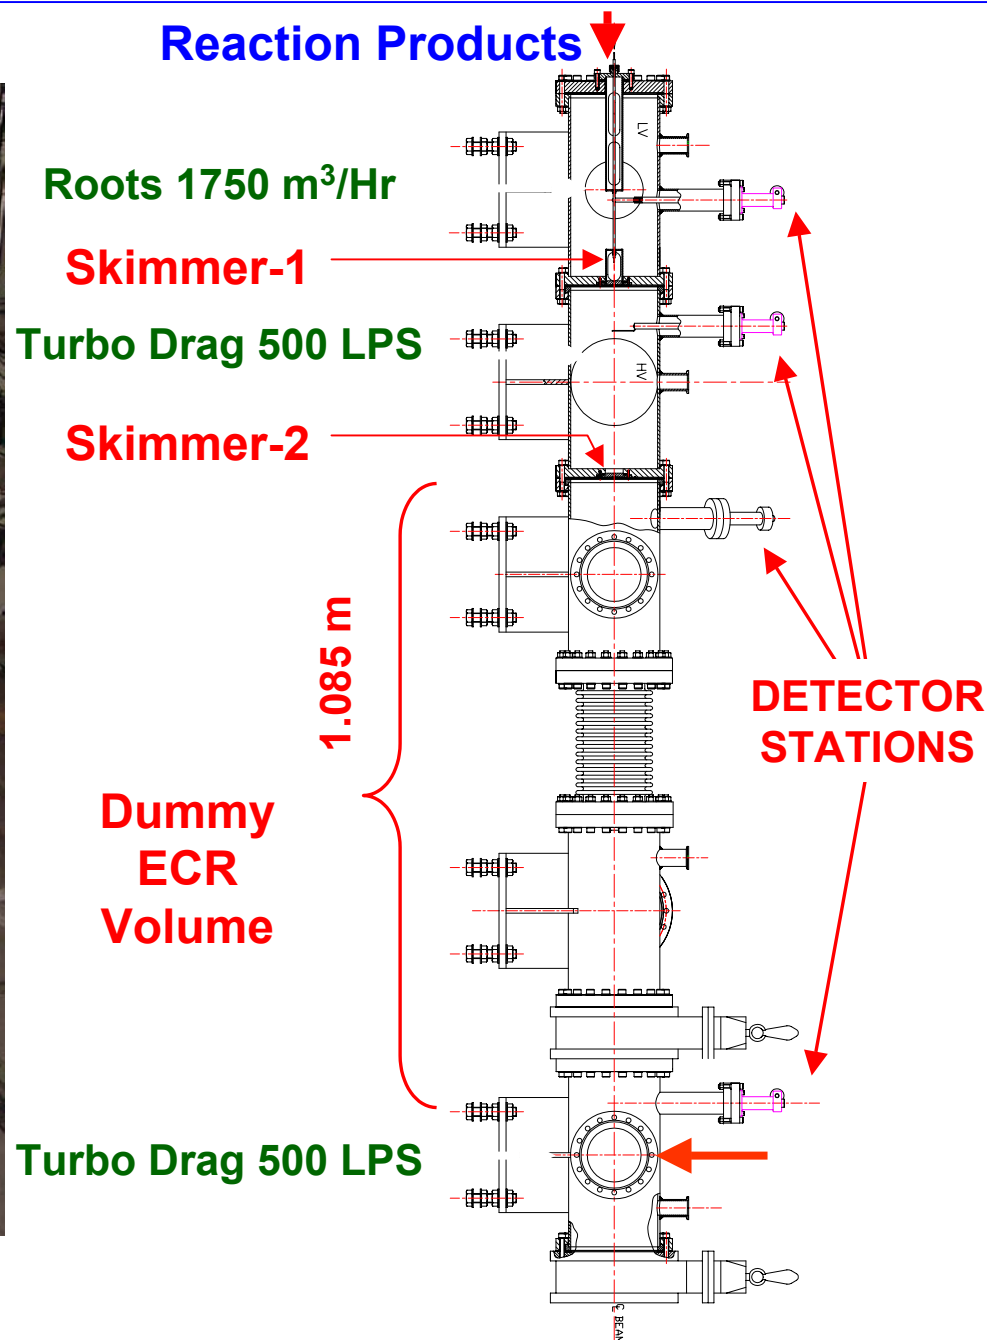 Reaction Products
LV
Roots 1750 m³/Hr
Skimmer-1
Turbo Drag 500 LPS
HV
Skimmer-2
1.085 m
DETECTOR
STATIONS
Dummy
ECR
Volume
Turbo Drag 500 LPS